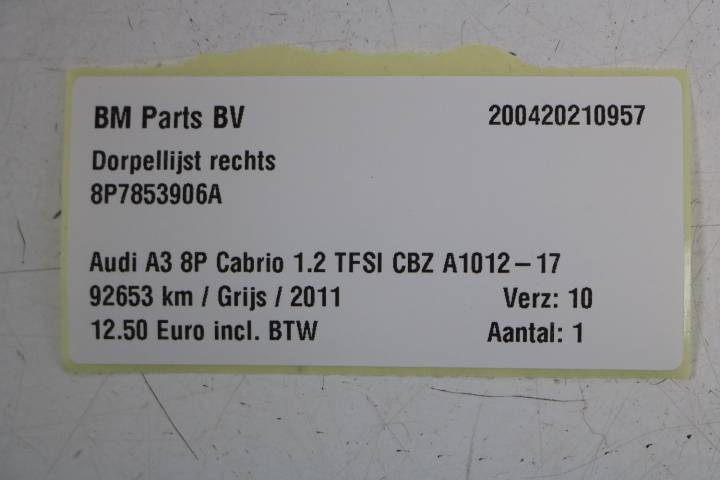 BM Parts BV 200420210957
Dorpellijst rechts
8P7853906A
Audi A3 8P Cabrio 1.2 TFSI CBZ A1012-17
92653 km / Grijs / 2011 Verz: 10
12.50 Euro incl. BTW Aantal: 1